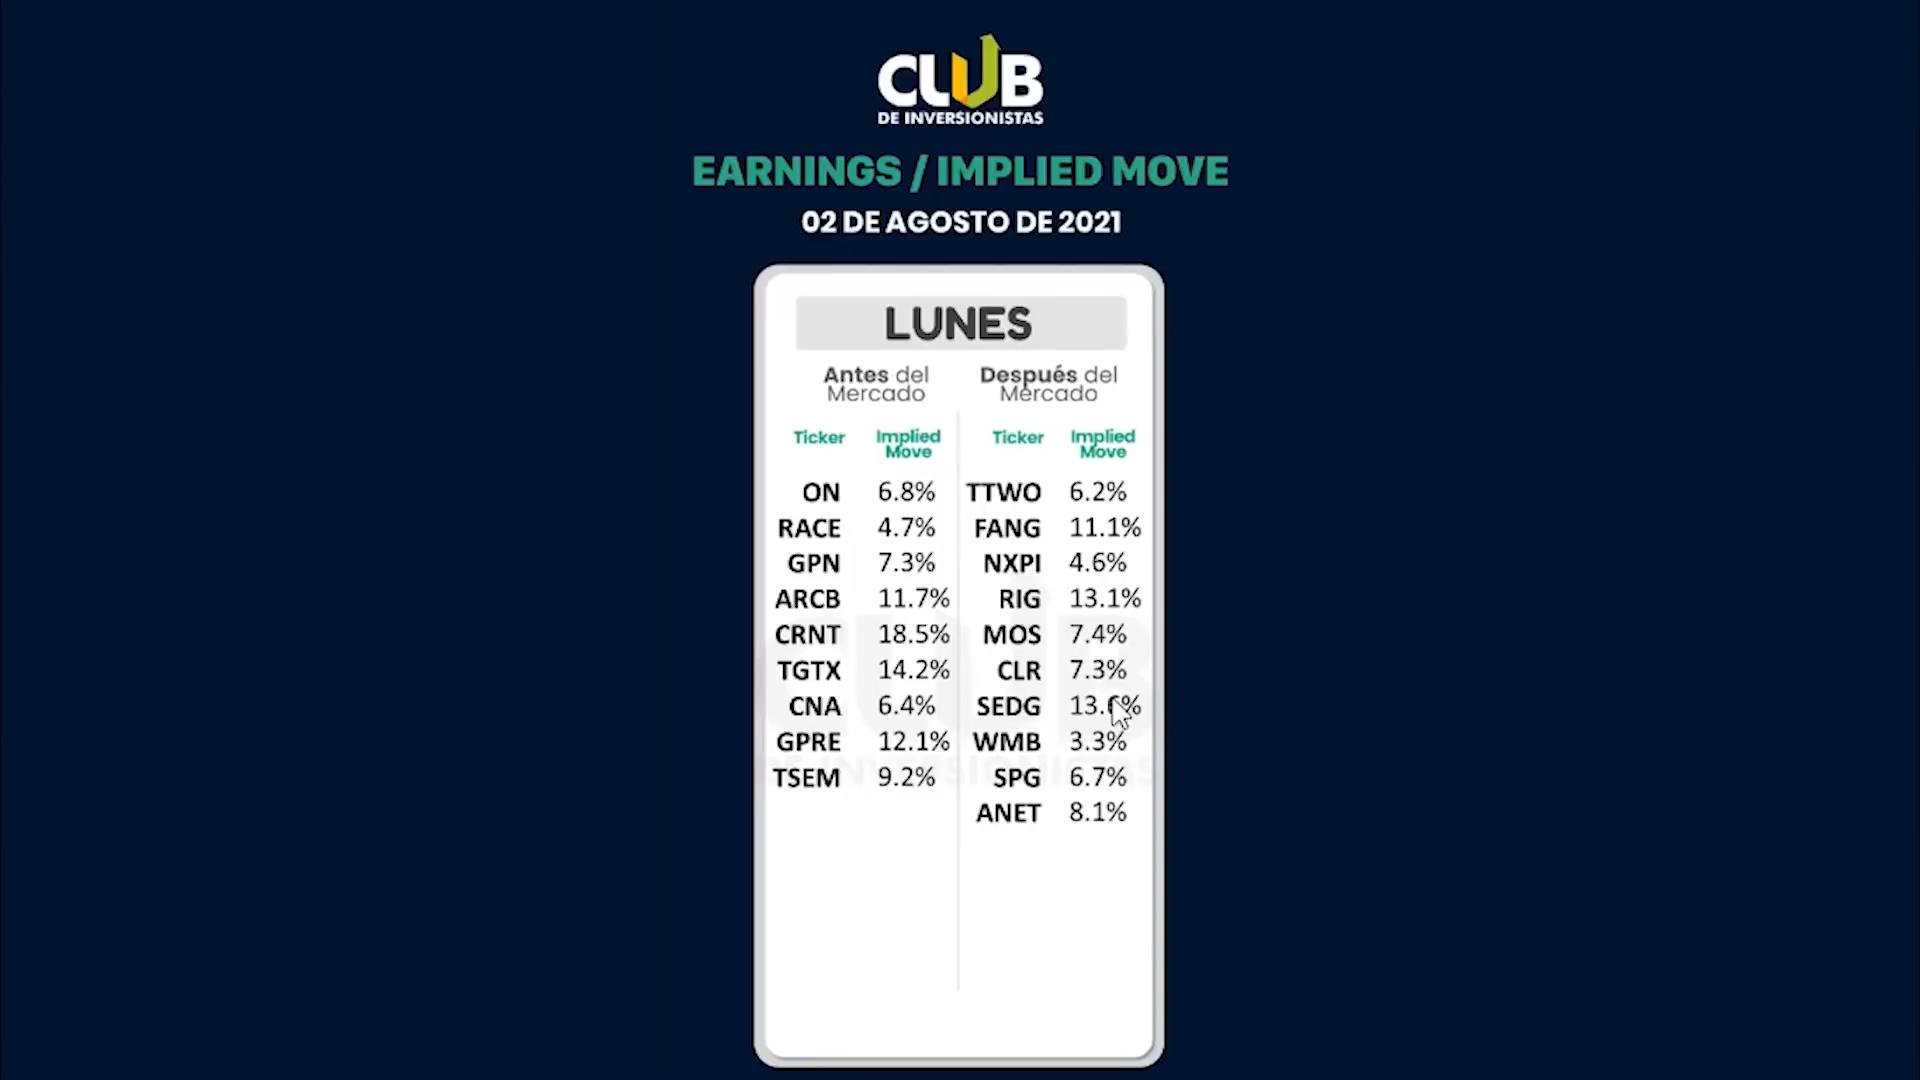 CLUB
DE INVERSIONISTAS
EARNINGS / IMPLIED MOVE
02 DE AGOSTO DE 2021
LUNES
Antes del
Mercado
Después del
Mercado
Ticker
Implied
Move
Ticker
Implied
Move
ON 6.8% TTWO 6.2%
RACE 4.7% FANG 11.1%
GPN 7.3% NXPI 4.6%
ARCB 11.7% RIG 13.1%
CRNT 18.5% MOS 7.4%
TGTX 14.2% CLR 7.3%
CNA 6.4% SEDG
GPRE 12.1% WMB 3.3%
TSEM 9.2% SPG 6.7%
ANET 8.1%
CLUB
DE INVERSIONISTAS